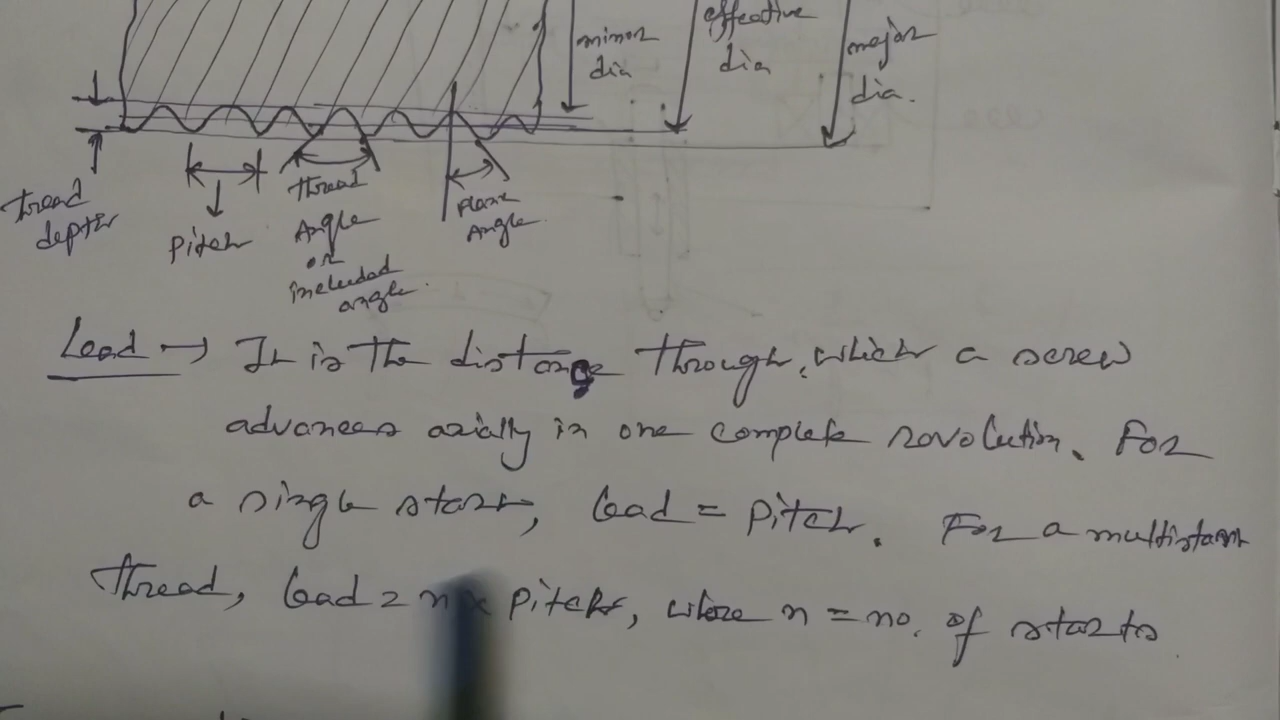 minor
dia
effective
dia
major
dia.
Tread
depth
Pitch
Thread
Angle
or
included
angle.
Flank
Angle
Lead → It is the distance through, which a screw
advances axially in one complete revolution. For
a single start, lead = Pitch. For a multistart
thread, lead = n x Pitch, where n = no. of starts